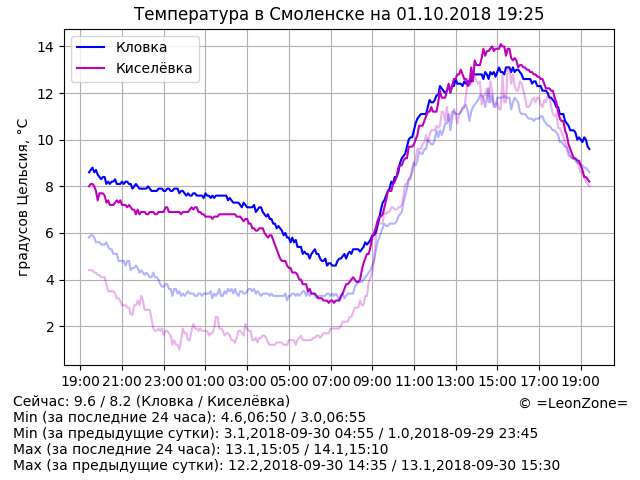 Температура в Смоленске на 01.10.2018 19:25
Кловка
Киселёвка
градусов Цельсия, °C
14
12
10
8
6
4
2
19:00 21:00 23:00 01:00 03:00 05:00 07:00 09:00 11:00 13:00 15:00 17:00 19:00
Сейчас: 9.6 / 8.2 (Кловка / Киселёвка)
© =LeonZone=
Min (за последние 24 часа): 4.6,06:50 / 3.0,06:55
Min (за предыдущие сутки): 3.1,2018-09-30 04:55 / 1.0,2018-09-29 23:45
Max (за последние 24 часа): 13.1,15:05 / 14.1,15:10
Max (за предыдущие сутки): 12.2,2018-09-30 14:35 / 13.1,2018-09-30 15:30